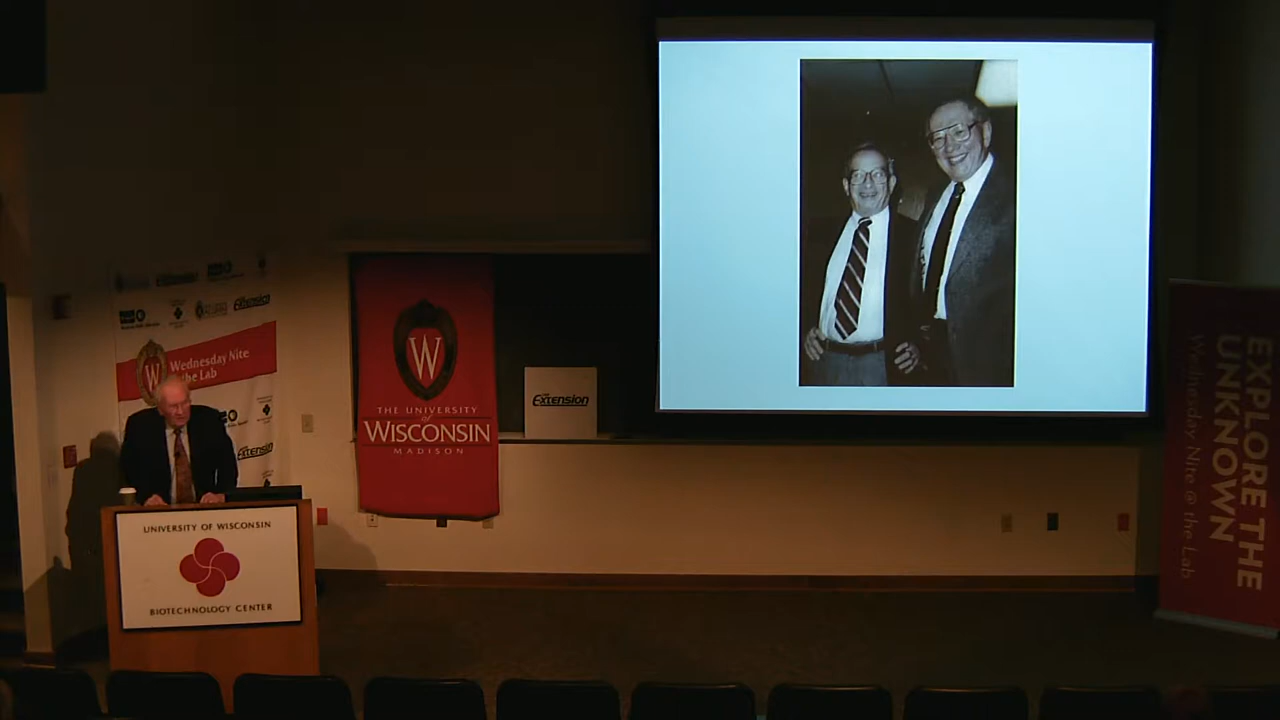 Extension
Wednesday Nite
the Lab
Extension
W
THE UNIVERSITY
of
WISCONSIN
MADISON
Extension
UNIVERSITY OF WISCONSIN
BIOTECHNOLOGY CENTER
EXPLORE THE
UNKNOWN
Wednesday Nite @ the Lab